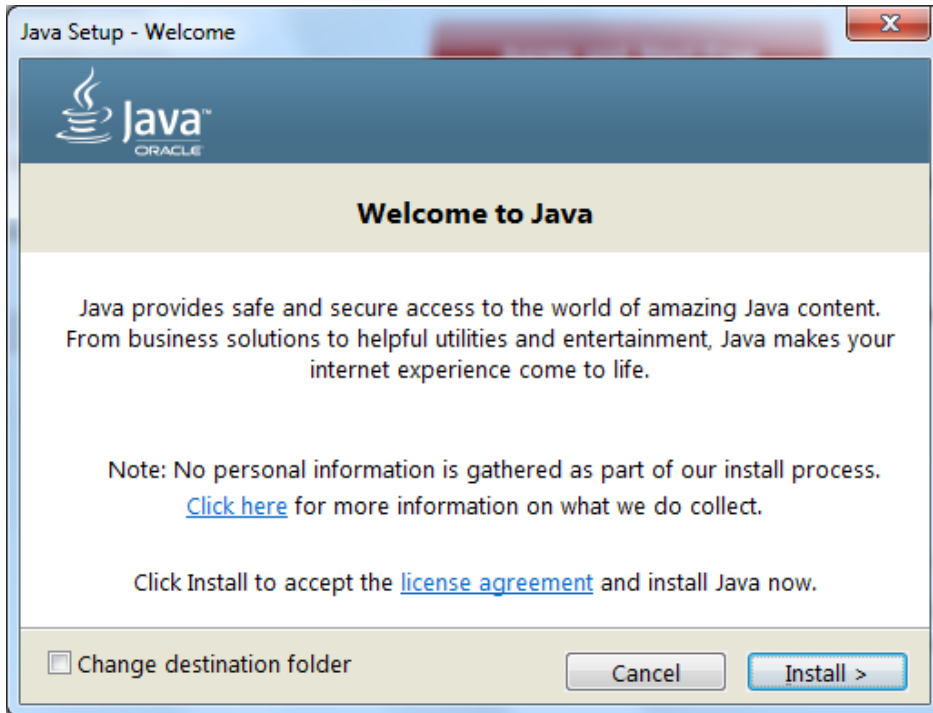 Java Setup - Welcome
Java™
ORACLE
Welcome to Java
Java provides safe and secure access to the world of amazing Java content.
From business solutions to helpful utilities and entertainment, Java makes your
internet experience come to life.
Note: No personal information is gathered as part of our install process.
Click here for more information on what we do collect.
Click Install to accept the license agreement and install Java now.
Change destination folder
Cancel
Install >